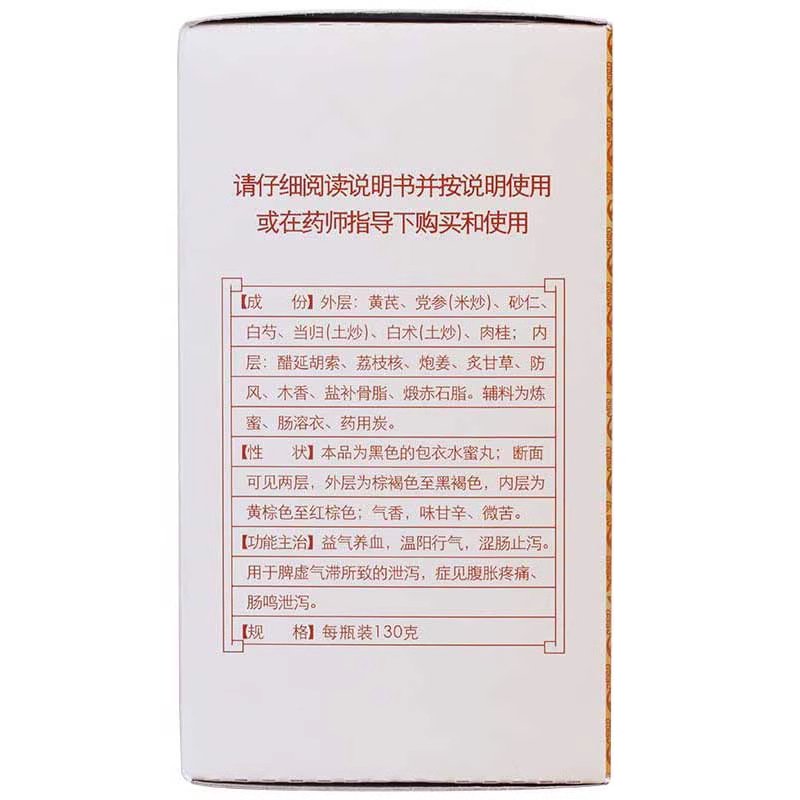 请仔细阅读说明书并按说明使用
或在药师指导下购买和使用
【成　份】外层：黄芪、党参(米炒)、砂仁、
白芍、当归(土炒)、白术(土炒)、肉桂；内
层：醋延胡索、荔枝核、炮姜、炙甘草、防
风、木香、盐补骨脂、煅赤石脂。辅料为炼
蜜、肠溶衣、药用炭。
【性　状】本品为黑色的包衣水蜜丸；断面
可见两层，外层为棕褐色至黑褐色，内层为
黄棕色至红棕色；气香，味甘辛、微苦。
【功能主治】益气养血，温阳行气，涩肠止泻。
用于脾虚气滞所致的泄泻，症见腹胀疼痛、
肠鸣泄泻。
【规　格】每瓶装130克